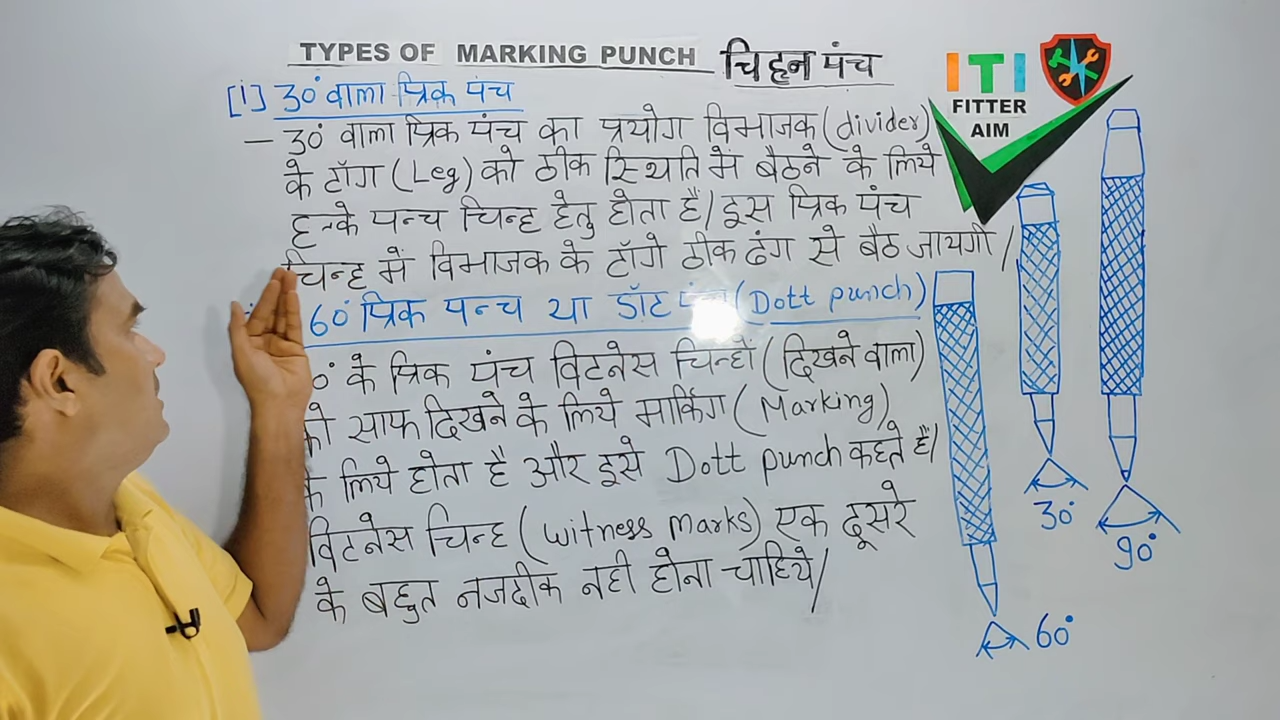 TYPES OF MARKING PUNCH चिह्न पंच
ITI
FITTER
AIM
[i] 30° वाला प्रिक पंच
— 30° वाला प्रिक पंच का प्रयोग विभाजक (divider)
के टॉग (Leg) को ठीक स्थिति में बैठने के लिये
हल्के पन्च चिन्ह हेतु होता है। इस प्रिक पंच
चिन्ह में विभाजक के टॉगे ठीक ढंग से बैठ जायगी।
60° प्रिक पन्च या डॉट पंच (Dott punch)
0° के प्रिक पंच विटनेस चिन्हों (दिखने वाला)
को साफ दिखने के लिये मार्किंग (Marking)
के लिये होता है और इसे Dott punch कहते हैं।
विटनेस चिन्ह (witness marks) एक दूसरे
के बहुत नजदीक नही होना चाहिये।
30°
90°
60°